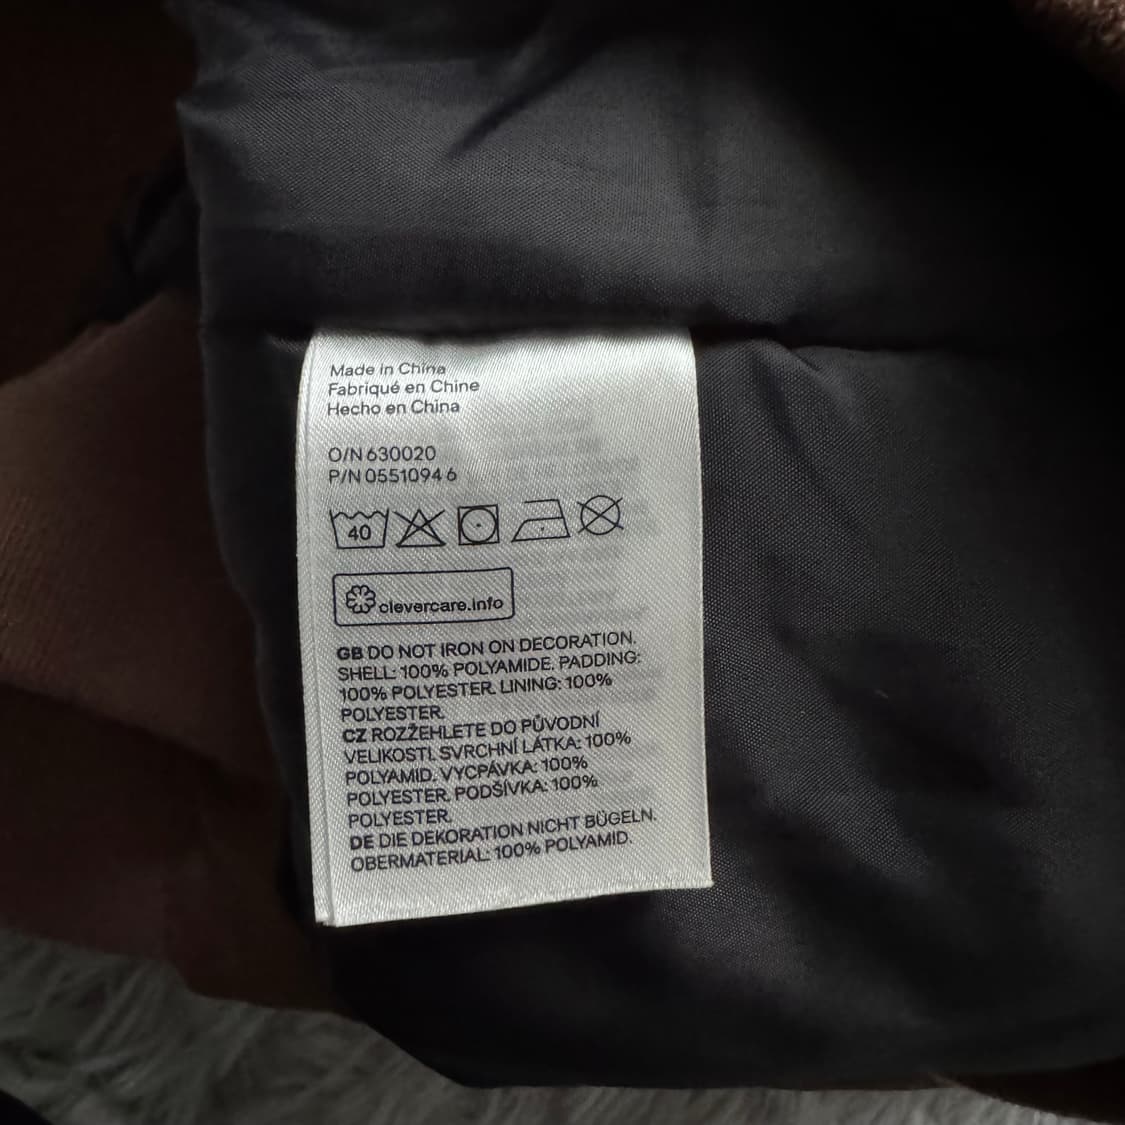 Made in China
Fabriqué en Chine
Hecho en China
O/N 630020
P/N 0551094 6
40
clevercare.info
GB DO NOT IRON ON DECORATION.
SHELL: 100% POLYAMIDE. PADDING:
100% POLYESTER. LINING: 100%
POLYESTER.
CZ ROZŽEHLETE DO PŮVODNÍ
VELIKOSTI. SVRCHNÍ LÁTKA: 100%
POLYAMID. VYCPÁVKA: 100%
POLYESTER. PODŠÍVKA: 100%
POLYESTER.
DE DIE DEKORATION NICHT BÜGELN.
OBERMATERIAL: 100% POLYAMID.